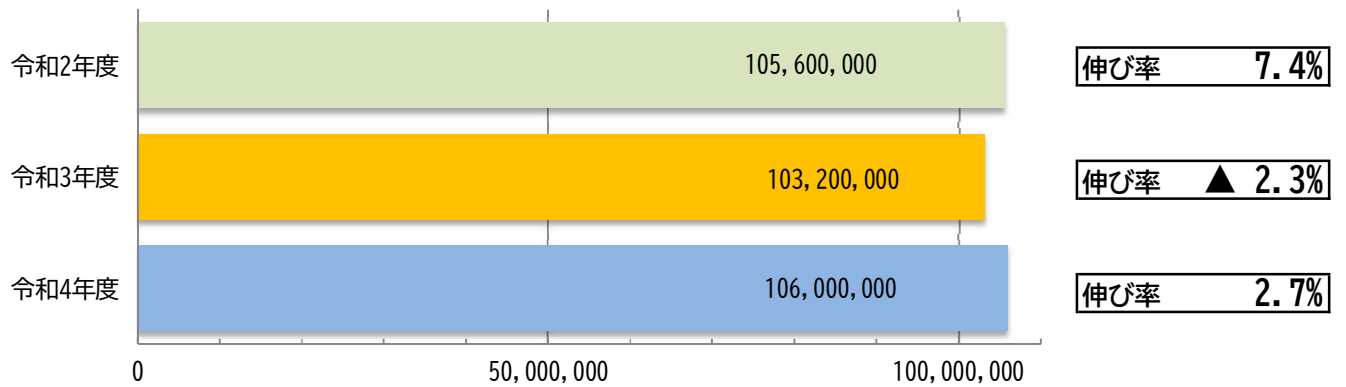 令和2年度 105,600,000 伸び率 7.4%
令和3年度 103,200,000 伸び率 ▲ 2.3%
令和4年度 106,000,000 伸び率 2.7%
0 50,000,000 100,000,000